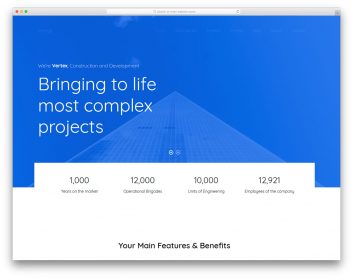 We're Vertex, Construction and Development
Bringing to life
most complex
projects
1,000
Years on the market
12,000
Operational Brigades
10,000
Units of Engineering
12,921
Employees of the company
Your Main Features & Benefits